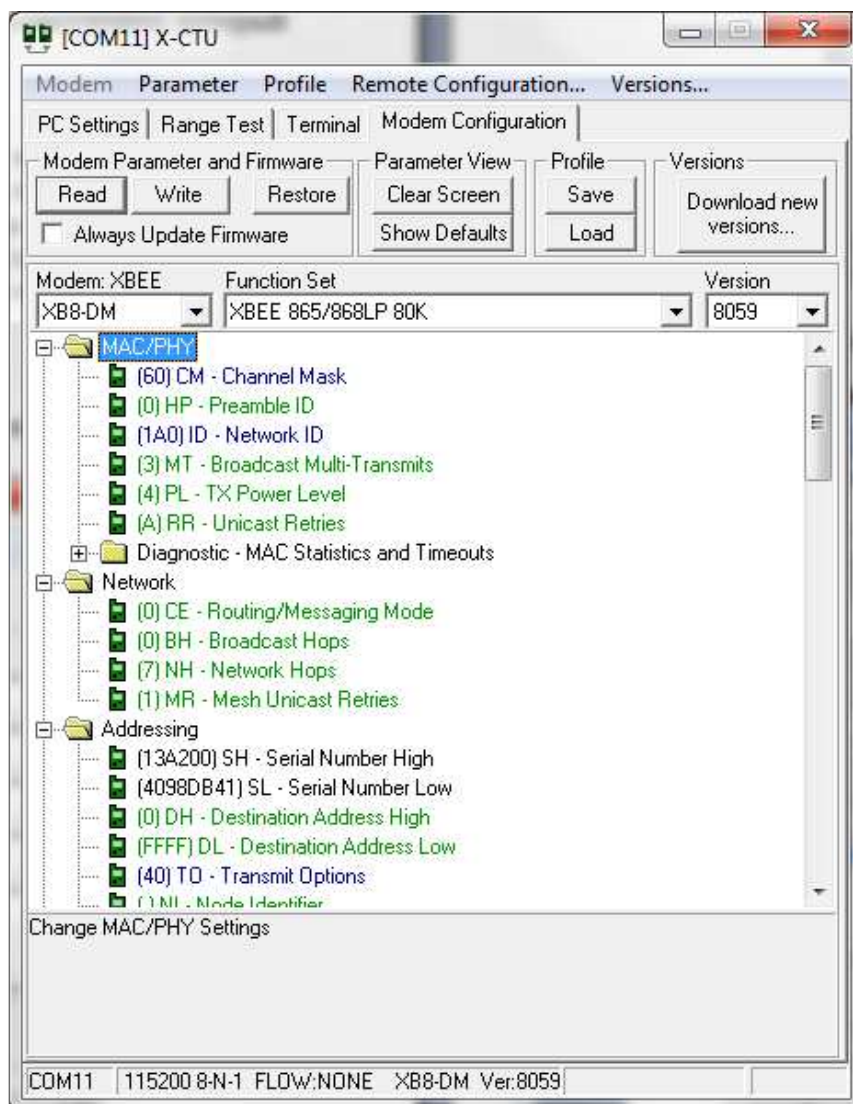 [COM11] X-CTU
Modem Parameter Profile Remote Configuration... Versions...
PC Settings Range Test Terminal Modem Configuration
Modem Parameter and Firmware Parameter View Profile Versions
Read Write Restore Clear Screen Save Download new versions...
Always Update Firmware Show Defaults Load
Modem: XBEE Function Set Version
XB8-DM XBEE 865/868LP 80K 8059
MAC/PHY
(60) CM - Channel Mask
(0) HP - Preamble ID
(1A0) ID - Network ID
(3) MT - Broadcast Multi-Transmits
(4) PL - TX Power Level
(A) RR - Unicast Retries
Diagnostic - MAC Statistics and Timeouts
Network
(0) CE - Routing/Messaging Mode
(0) BH - Broadcast Hops
(7) NH - Network Hops
(1) MR - Mesh Unicast Retries
Addressing
(13A200) SH - Serial Number High
(4098DB41) SL - Serial Number Low
(0) DH - Destination Address High
(FFFF) DL - Destination Address Low
(40) TO - Transmit Options
( ) NI - Node Identifier
Change MAC/PHY Settings
COM11 115200 8-N-1 FLOW:NONE XB8-DM Ver:8059